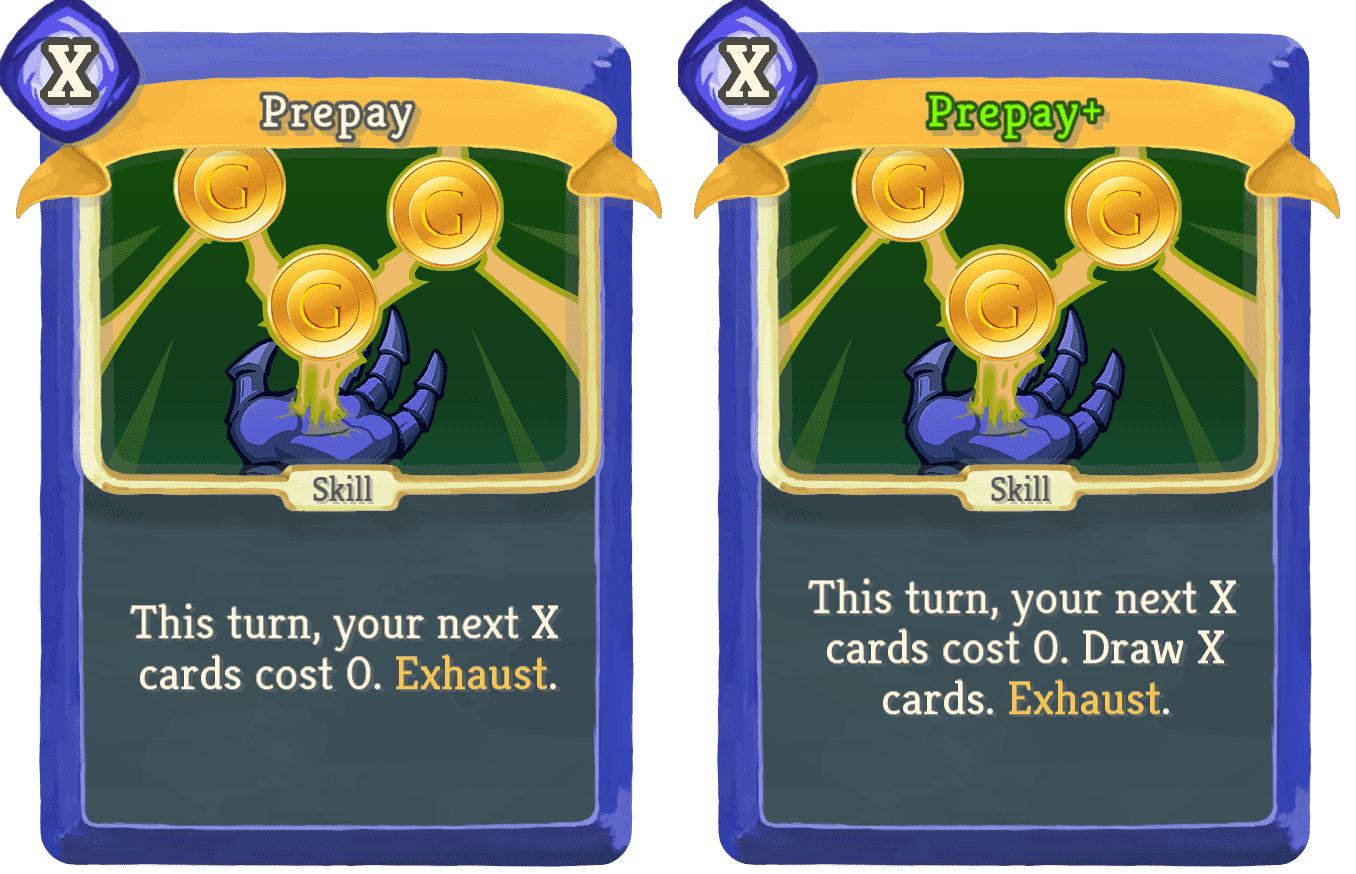 X
Prepay
G
G
G
Skill
This turn, your next X
cards cost 0. Exhaust.
X
Prepay+
G
G
G
Skill
This turn, your next X
cards cost 0. Draw X
cards. Exhaust.